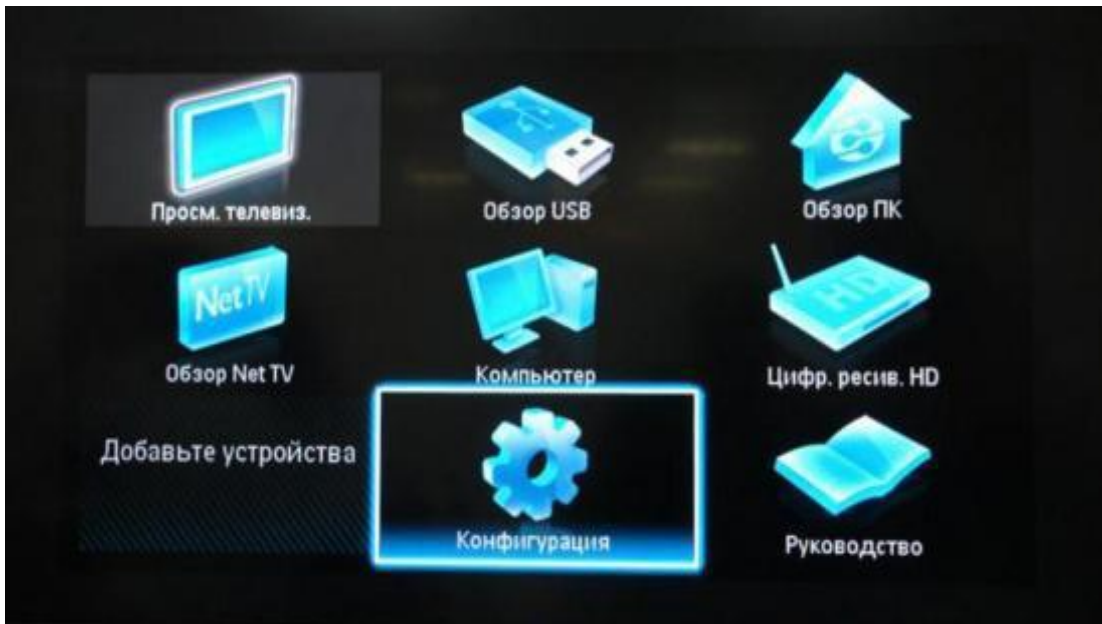 Просм. телевиз.
Обзор USB
Обзор ПК
NetTV
HD
Обзор Net TV
Компьютер
Цифр. ресив. HD
Добавьте устройства
Конфигурация
Руководство